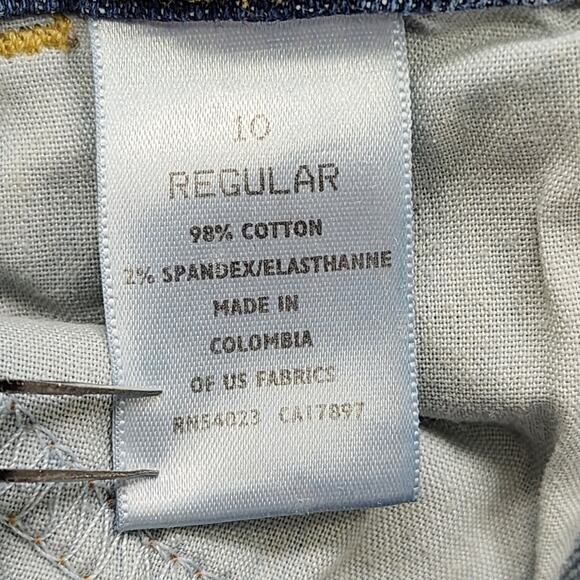 10
REGULAR
98% COTTON
2% SPANDEX/ELASTHANNE
MADE IN
COLOMBIA
OF US FABRICS
RN54023 CA17897